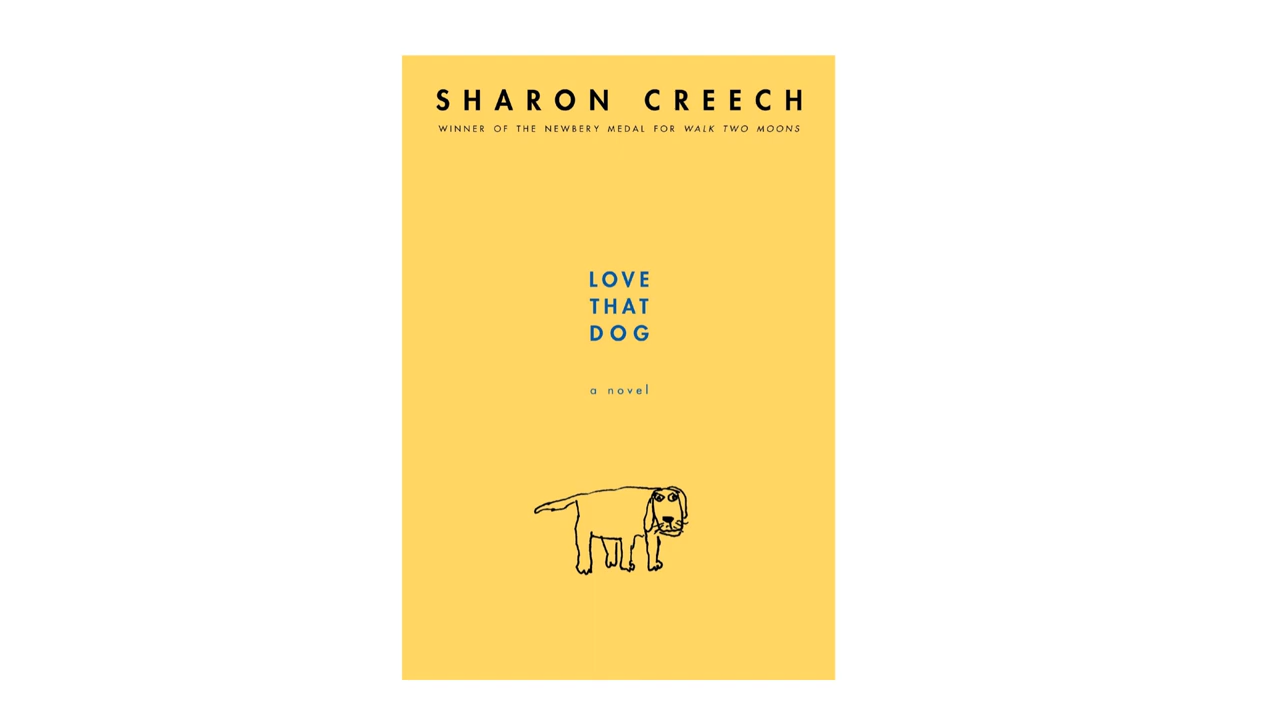 SHARON CREECH
WINNER OF THE NEWBERY MEDAL FOR WALK TWO MOONS
LOVE
THAT
DOG
a novel